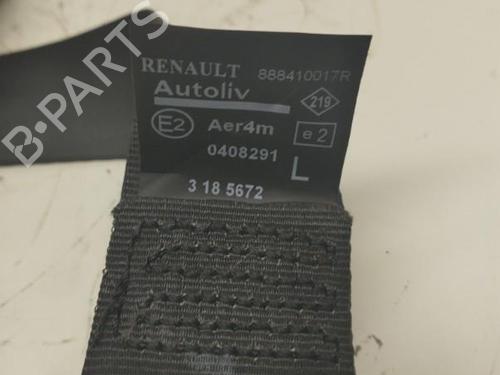 RENAULT 888410017R
Autoliv 219
E2 Aer4m e 2
0408291
L
3 18 5672
B-PARTS